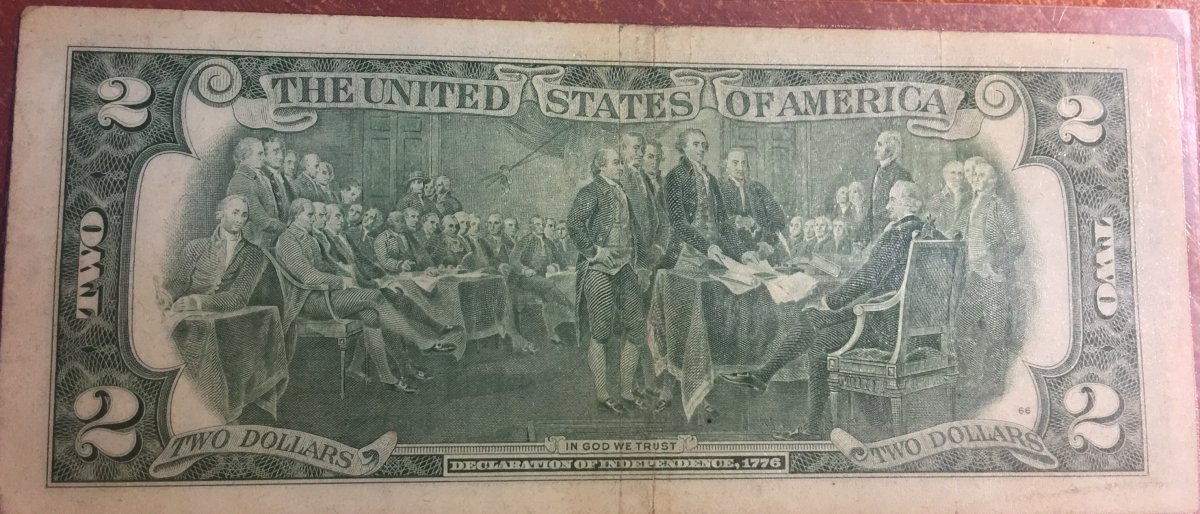 THE UNITED STATES OF AMERICA
2
2
TWO
TWO
66
2
2
TWO DOLLARS
IN GOD WE TRUST
TWO DOLLARS
DECLARATION OF INDEPENDENCE, 1776